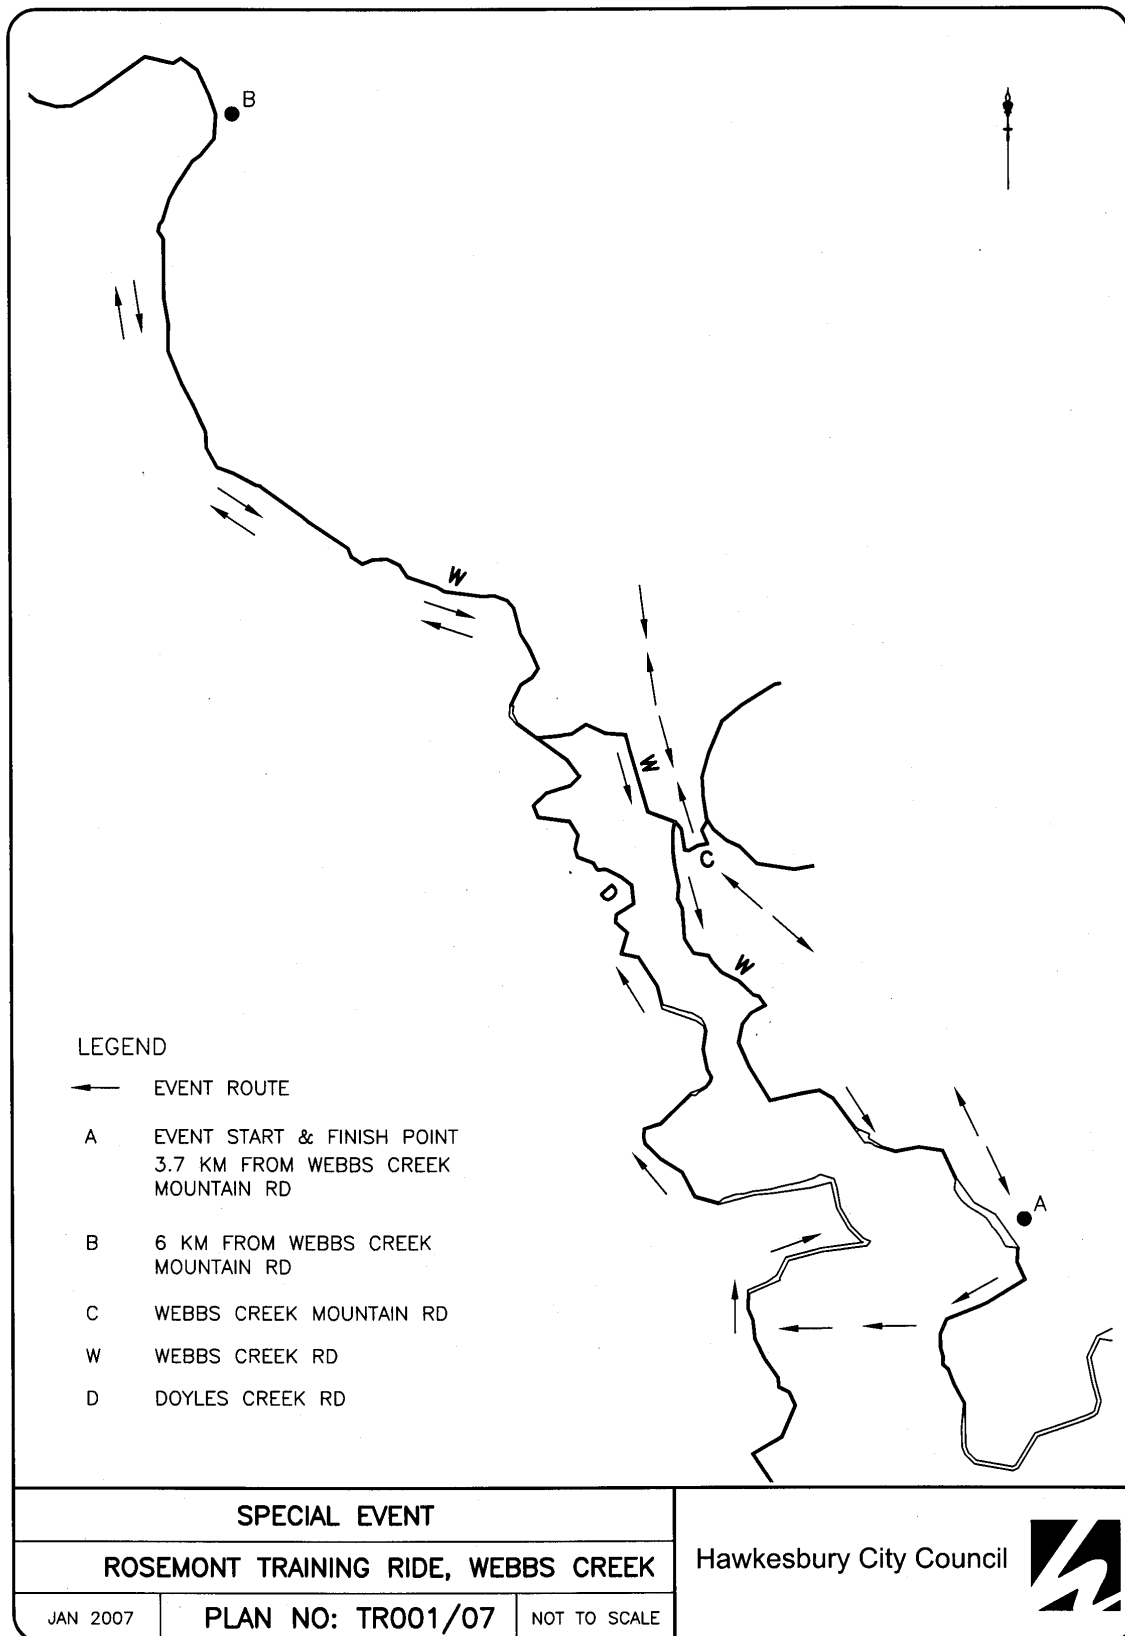 B
W
W
C
D
W
A
LEGEND
EVENT ROUTE
A EVENT START & FINISH POINT
3.7 KM FROM WEBBS CREEK
MOUNTAIN RD
B 6 KM FROM WEBBS CREEK
MOUNTAIN RD
C WEBBS CREEK MOUNTAIN RD
W WEBBS CREEK RD
D DOYLES CREEK RD
SPECIAL EVENT
ROSEMONT TRAINING RIDE, WEBBS CREEK
JAN 2007 PLAN NO: TR001/07 NOT TO SCALE
Hawkesbury City Council